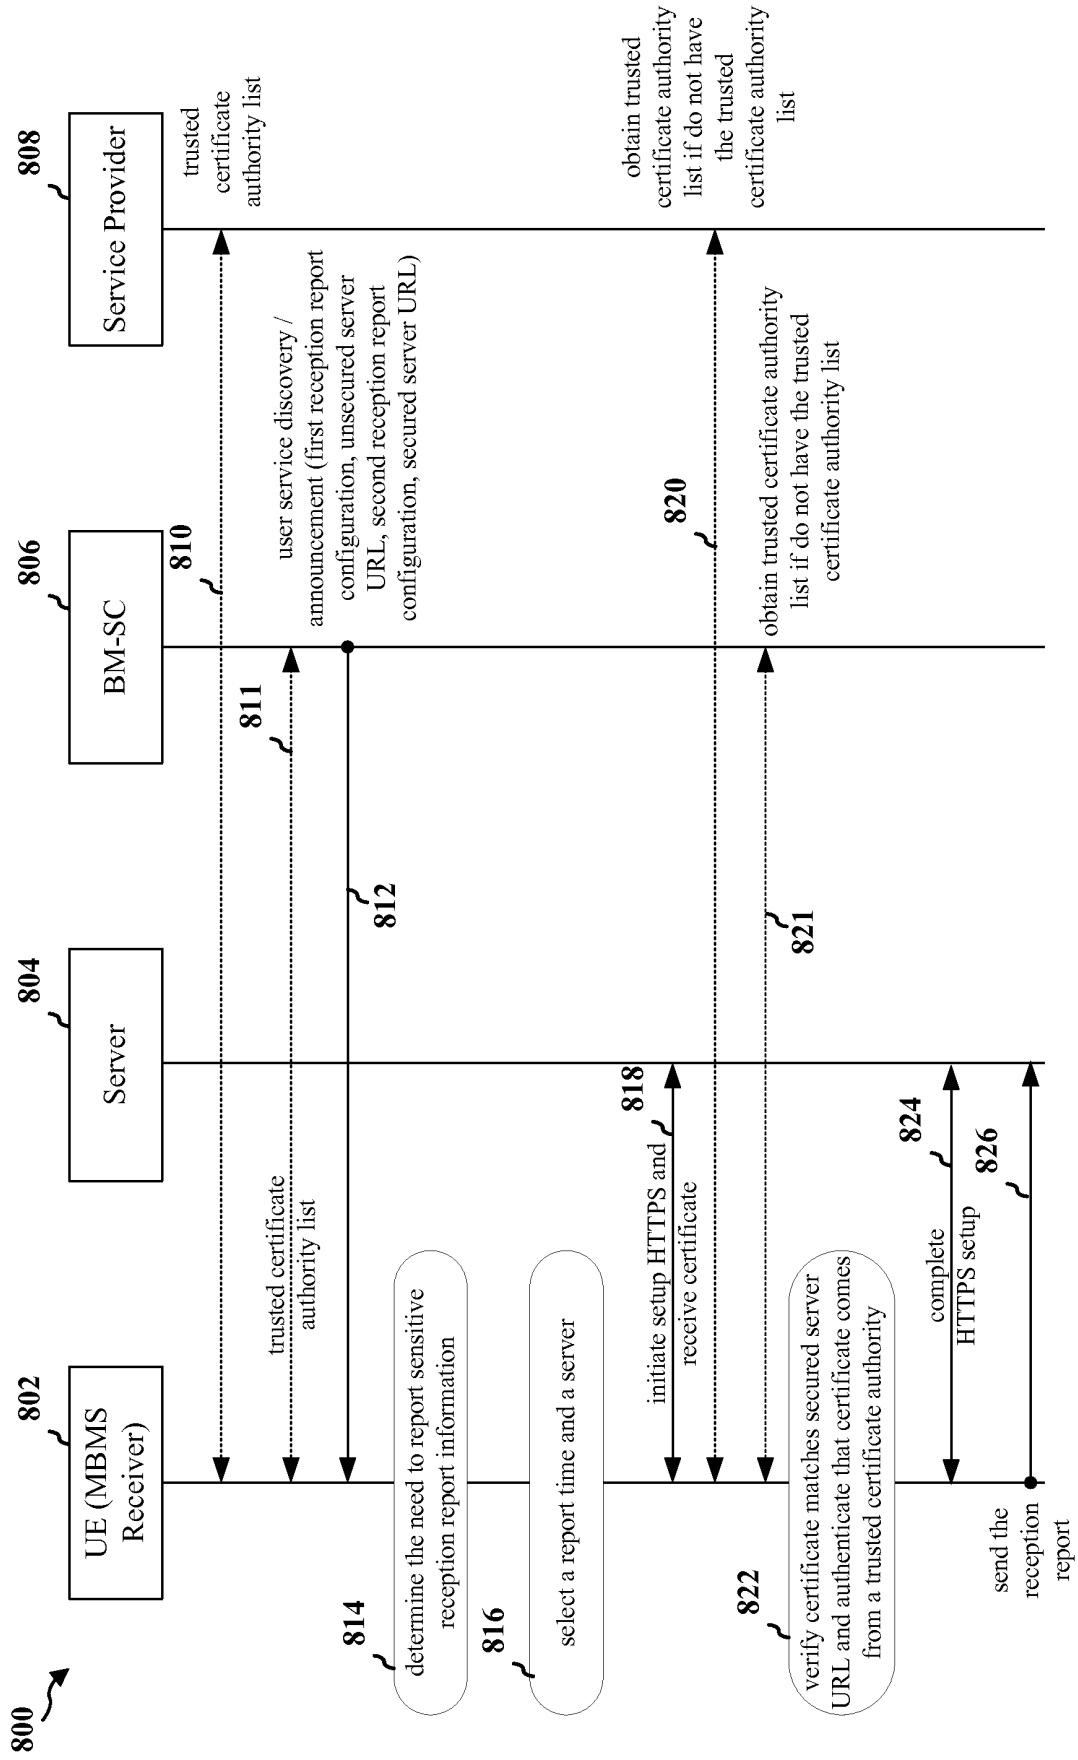 800
802
UE (MBMS
Receiver)
804
Server
806
BM-SC
808
Service Provider
810
trusted
certificate
authority list
811
trusted certificate
authority list
812
user service discovery /
announcement (first reception report
configuration, unsecured server
URL, second reception report
configuration, secured server URL)
814
determine the need to report sensitive
reception report information
816
select a report time and a server
818
initiate setup HTTPS and
receive certificate
820
obtain trusted
certificate authority
list if do not have
the trusted
certificate authority
list
821
obtain trusted certificate authority
list if do not have the trusted
certificate authority list
822
verify certificate matches secured server
URL and authenticate that certificate comes
from a trusted certificate authority
824
complete
HTTPS setup
826
send the
reception
report